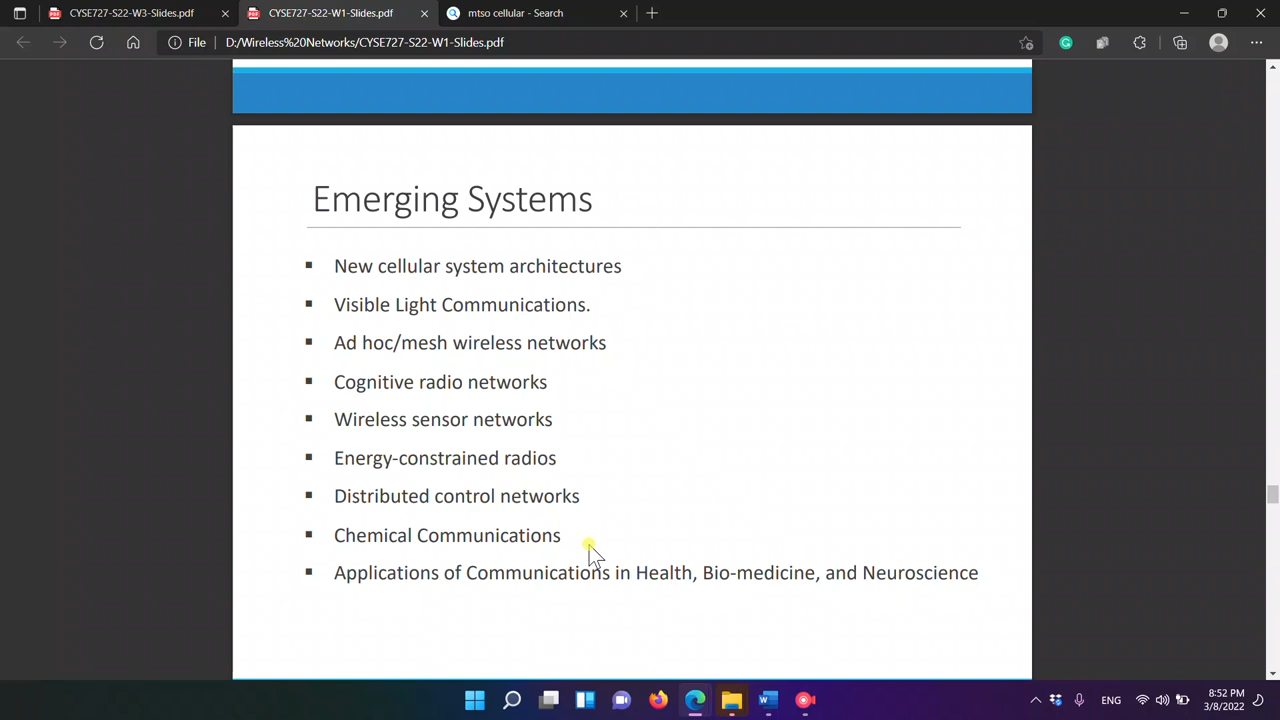 CYSE727-S22-W3-Slides.pdf
CYSE727-S22-W1-Slides.pdf
mtso cellular - Search
File D:/Wireless%20Networks/CYSE727-S22-W1-Slides.pdf
Emerging Systems
▪ New cellular system architectures
▪ Visible Light Communications.
▪ Ad hoc/mesh wireless networks
▪ Cognitive radio networks
▪ Wireless sensor networks
▪ Energy-constrained radios
▪ Distributed control networks
▪ Chemical Communications
▪ Applications of Communications in Health, Bio-medicine, and Neuroscience
ENG
8:52 PM
3/8/2022